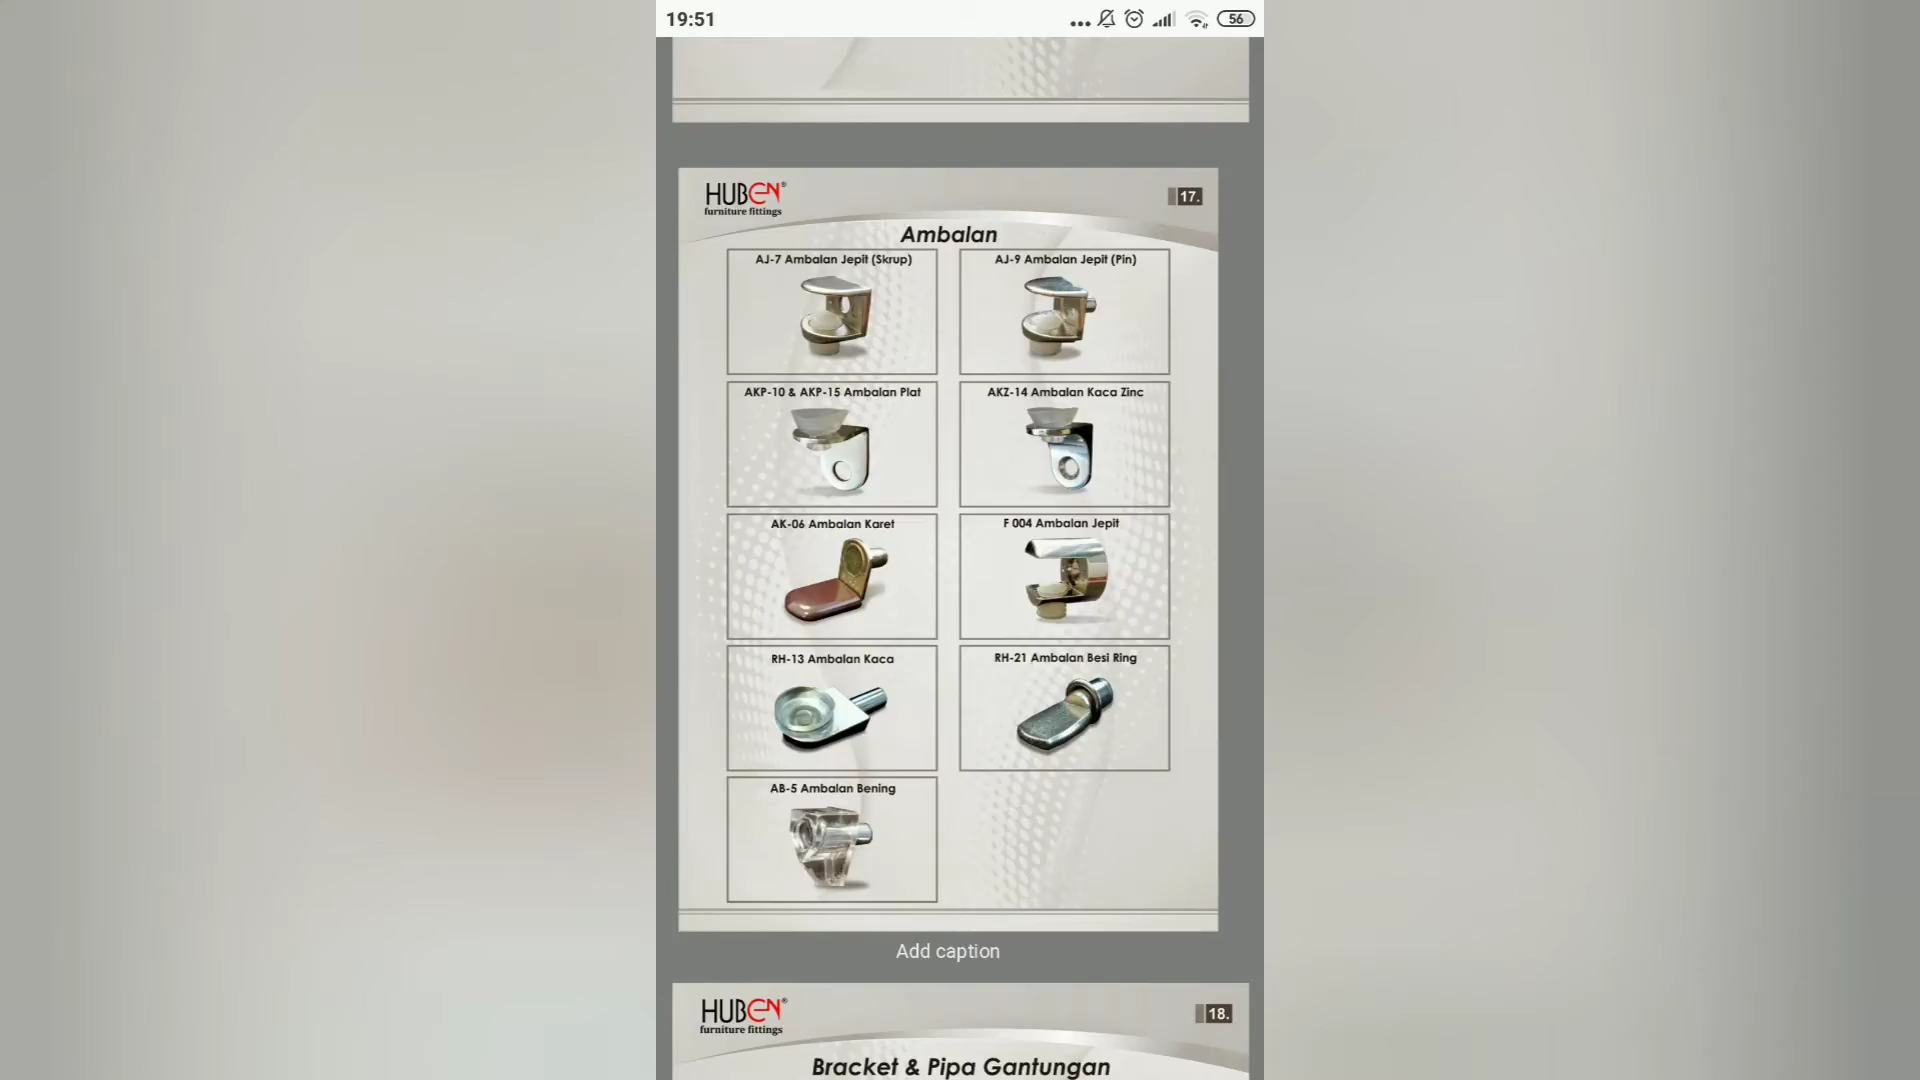 19:51
56
HUBEN®
furniture fittings
17.
Ambalan
AJ-7 Ambalan Jepit (Skrup)
AJ-9 Ambalan Jepit (Pin)
AKP-10 & AKP-15 Ambalan Plat
AKZ-14 Ambalan Kaca Zinc
AK-06 Ambalan Karet
F 004 Ambalan Jepit
RH-13 Ambalan Kaca
RH-21 Ambalan Besi Ring
AB-5 Ambalan Bening
Add caption
HUBEN®
furniture fittings
18.
Bracket & Pipa Gantungan